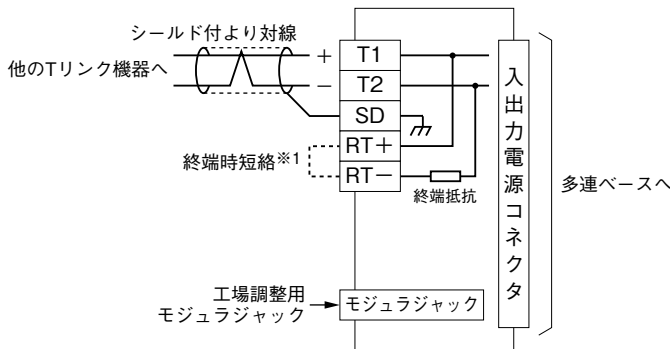 シールド付より対線
他のTリンク機器へ
+
−
T1
T2
SD
RT+
RT−
終端時短絡※1
終端抵抗
入出力電源コネクタ
多連ベースへ
工場調整用
モジュラジャック
モジュラジャック